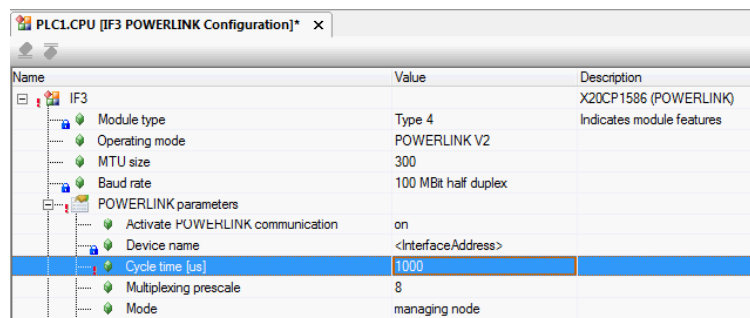 PLC1.CPU [IF3 POWERLINK Configuration]* x
Name Value Description
IF3 X20CP1586 (POWERLINK)
Module type Type 4 Indicates module features
Operating mode POWERLINK V2
MTU size 300
Baud rate 100 MBit half duplex
POWERLINK parameters
Activate POWERLINK communication on
Device name <InterfaceAddress>
Cycle time [us] 1000
Multiplexing prescale 8
Mode managing node